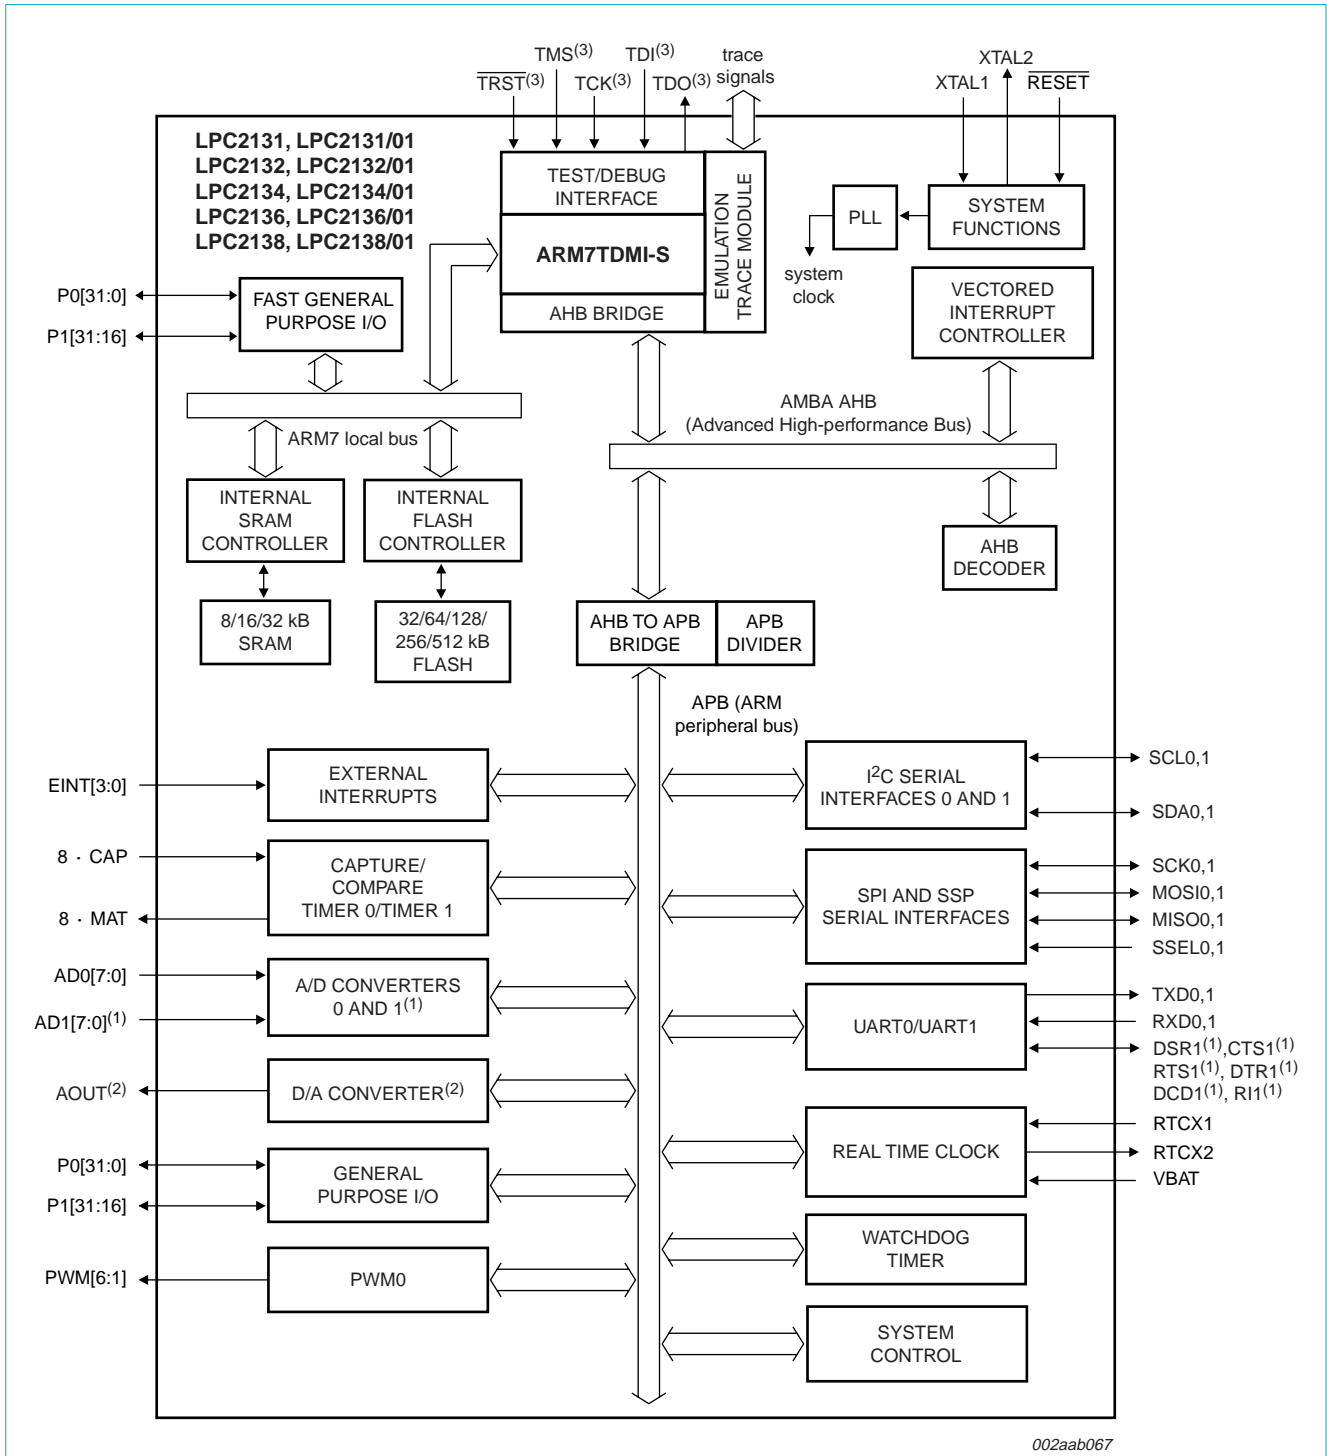 TMS(3)
TDI(3)
trace
signals
XTAL2
TRST(3)
TCK(3)
TDO(3)
XTAL1
RESET
LPC2131, LPC2131/01
LPC2132, LPC2132/01
LPC2134, LPC2134/01
LPC2136, LPC2136/01
LPC2138, LPC2138/01
TEST/DEBUG
INTERFACE
ARM7TDMI-S
AHB BRIDGE
EMULATION
TRACE MODULE
PLL
SYSTEM
FUNCTIONS
system
clock
P0[31:0]
P1[31:16]
FAST GENERAL
PURPOSE I/O
VECTORED
INTERRUPT
CONTROLLER
AMBA AHB
(Advanced High-performance Bus)
ARM7 local bus
INTERNAL
SRAM
CONTROLLER
INTERNAL
FLASH
CONTROLLER
AHB
DECODER
8/16/32 kB
SRAM
32/64/128/
256/512 kB
FLASH
AHB TO APB
BRIDGE
APB
DIVIDER
APB (ARM
peripheral bus)
EINT[3:0]
EXTERNAL
INTERRUPTS
I2C SERIAL
INTERFACES 0 AND 1
SCL0,1
SDA0,1
8 · CAP
8 · MAT
CAPTURE/
COMPARE
TIMER 0/TIMER 1
SPI AND SSP
SERIAL INTERFACES
SCK0,1
MOSI0,1
MISO0,1
SSEL0,1
AD0[7:0]
AD1[7:0](1)
A/D CONVERTERS
0 AND 1(1)
UART0/UART1
TXD0,1
RXD0,1
DSR1(1),CTS1(1)
RTS1(1), DTR1(1)
DCD1(1), RI1(1)
AOUT(2)
D/A CONVERTER(2)
P0[31:0]
P1[31:16]
GENERAL
PURPOSE I/O
REAL TIME CLOCK
RTCX1
RTCX2
VBAT
PWM[6:1]
PWM0
WATCHDOG
TIMER
SYSTEM
CONTROL
002aab067